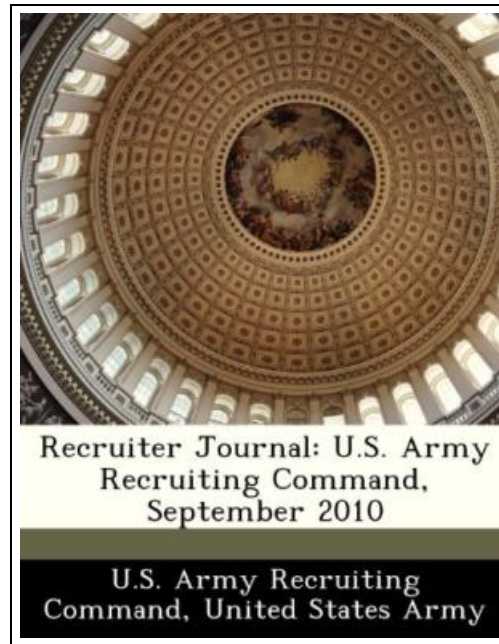 Recruiter Journal: U.S. Army
Recruiting Command,
September 2010
U.S. Army Recruiting
Command, United States Army